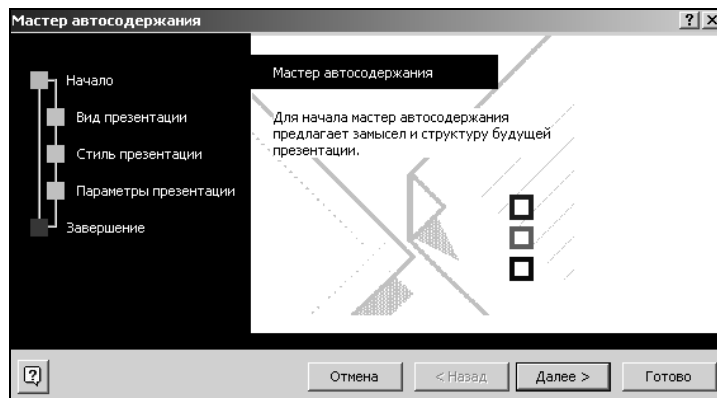 Мастер автосодержания
Начало
Вид презентации
Стиль презентации
Параметры презентации
Завершение
Мастер автосодержания
Для начала мастер автосодержания
предлагает замысел и структуру будущей
презентации.
Отмена
< Назад
Далее >
Готово